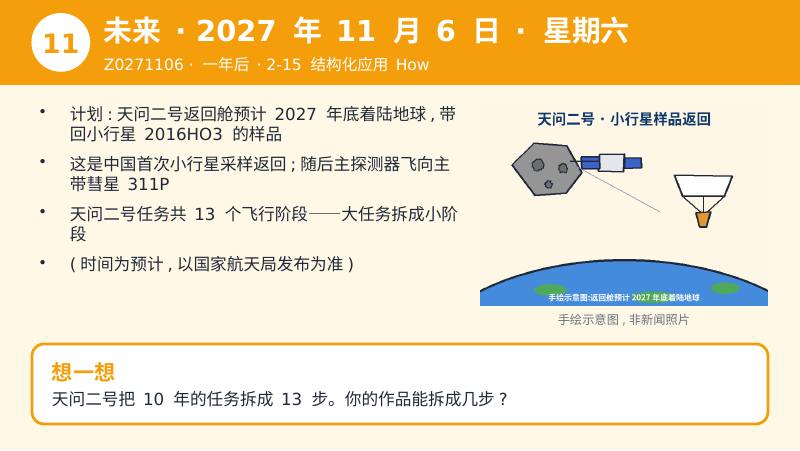 11
未来 · 2027 年 11 月 6 日 · 星期六
Z0271106 · 一年后 · 2-15 结构化应用 How
• 计划 : 天问二号返回舱预计 2027 年底着陆地球 , 带
回小行星 2016HO3 的样品
• 这是中国首次小行星采样返回 ; 随后主探测器飞向主
带彗星 311P
• 天问二号任务共 13 个飞行阶段——大任务拆成小阶
段
• ( 时间为预计 , 以国家航天局发布为准 )
天问二号 · 小行星样品返回
手绘示意图:返回舱预计 2027 年底着陆地球
手绘示意图 , 非新闻照片
想一想
天问二号把 10 年的任务拆成 13 步。你的作品能拆成几步 ?